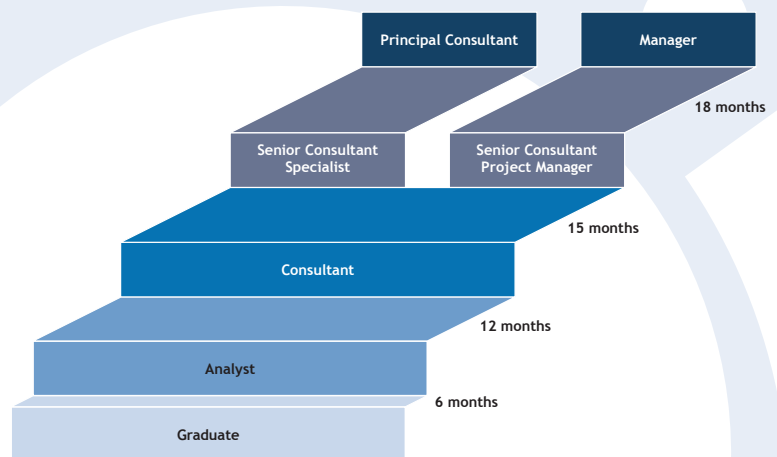 Principal Consultant
Manager
18 months
Senior Consultant
Specialist
Senior Consultant
Project Manager
15 months
Consultant
12 months
Analyst
6 months
Graduate